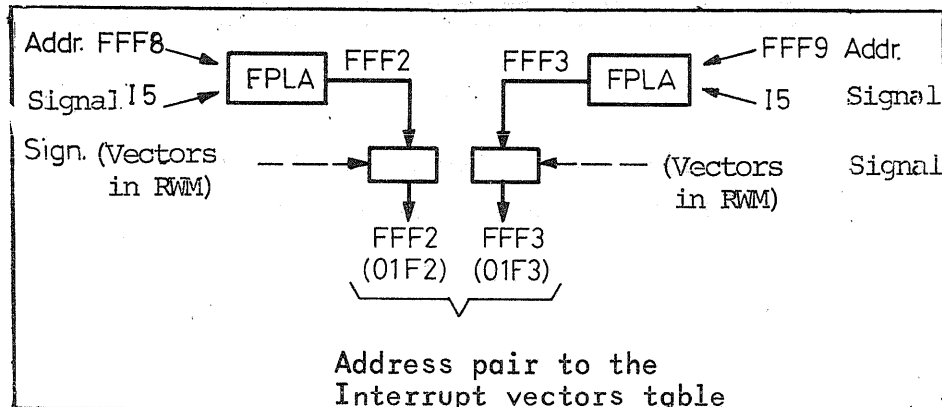 Addr. FFF8 FFF2 FFF3 FFF9 Addr.
FPLA FPLA
Signal I5 I5 Signal
Sign. (Vectors in RWM) (Vectors in RWM) Signal
FFF2 FFF3
(01F2) (01F3)
Address pair to the
Interrupt vectors table